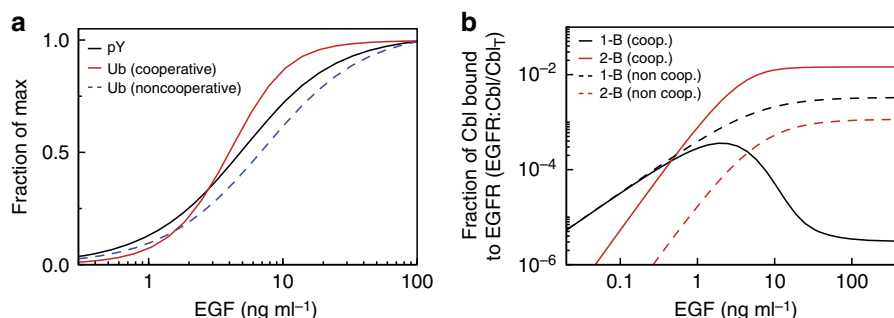 a
1.0
0.5
0.0
Fraction of max
pY
Ub (cooperative)
Ub (noncooperative)
1
10
100
EGF (ng ml⁻¹)
b
10⁻²
10⁻⁴
10⁻⁶
Fraction of Cbl bound
to EGFR (EGFR:Cbl/Cbl_T)
1-B (coop.)
2-B (coop.)
1-B (non coop.)
2-B (non coop.)
0.1
1
10
100
EGF (ng ml⁻¹)